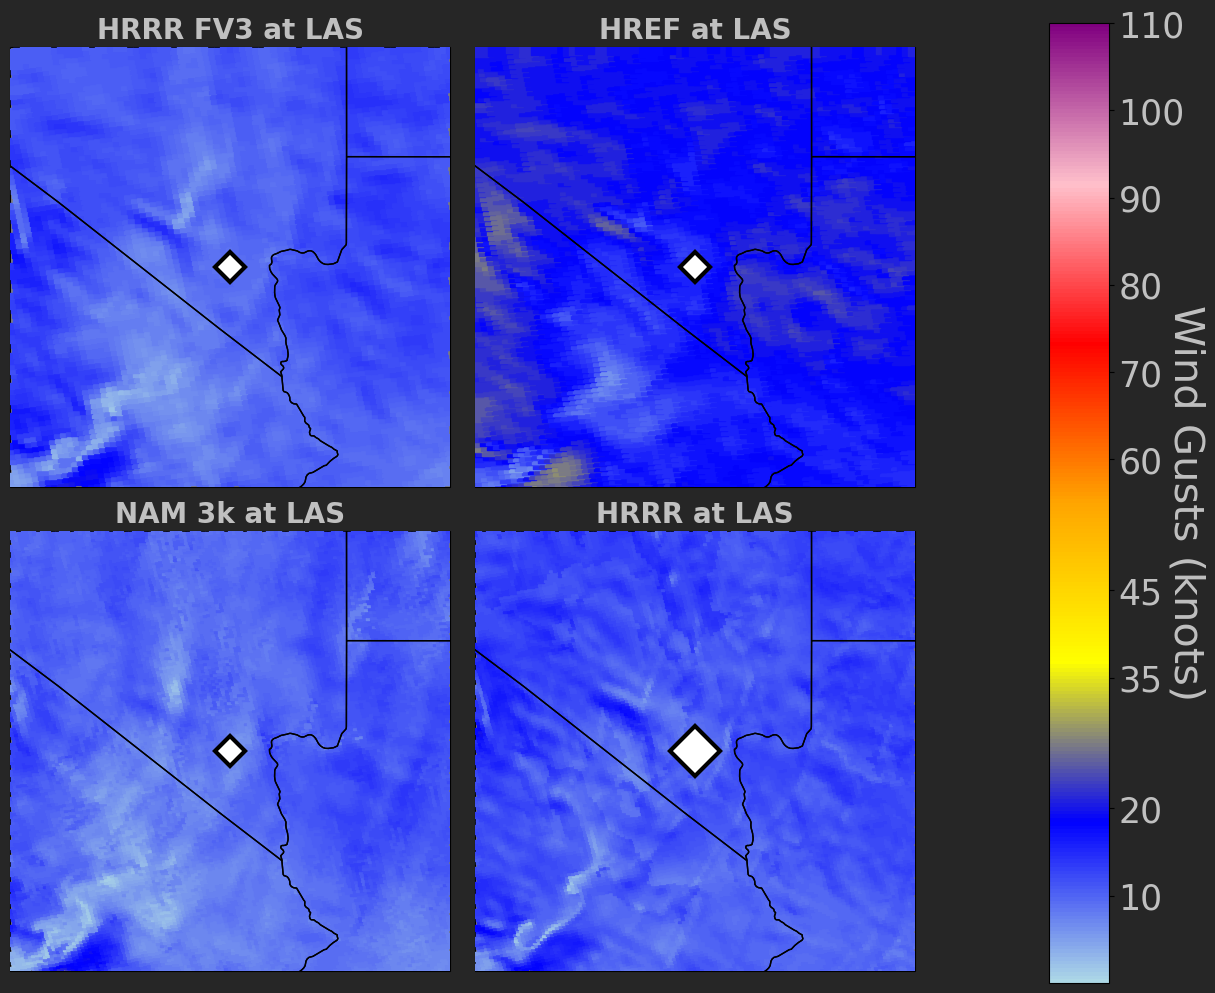 HRRR FV3 at LAS
HREF at LAS
NAM 3k at LAS
HRRR at LAS
110
100
90
80
70
60
45
35
20
10
Wind Gusts (knots)